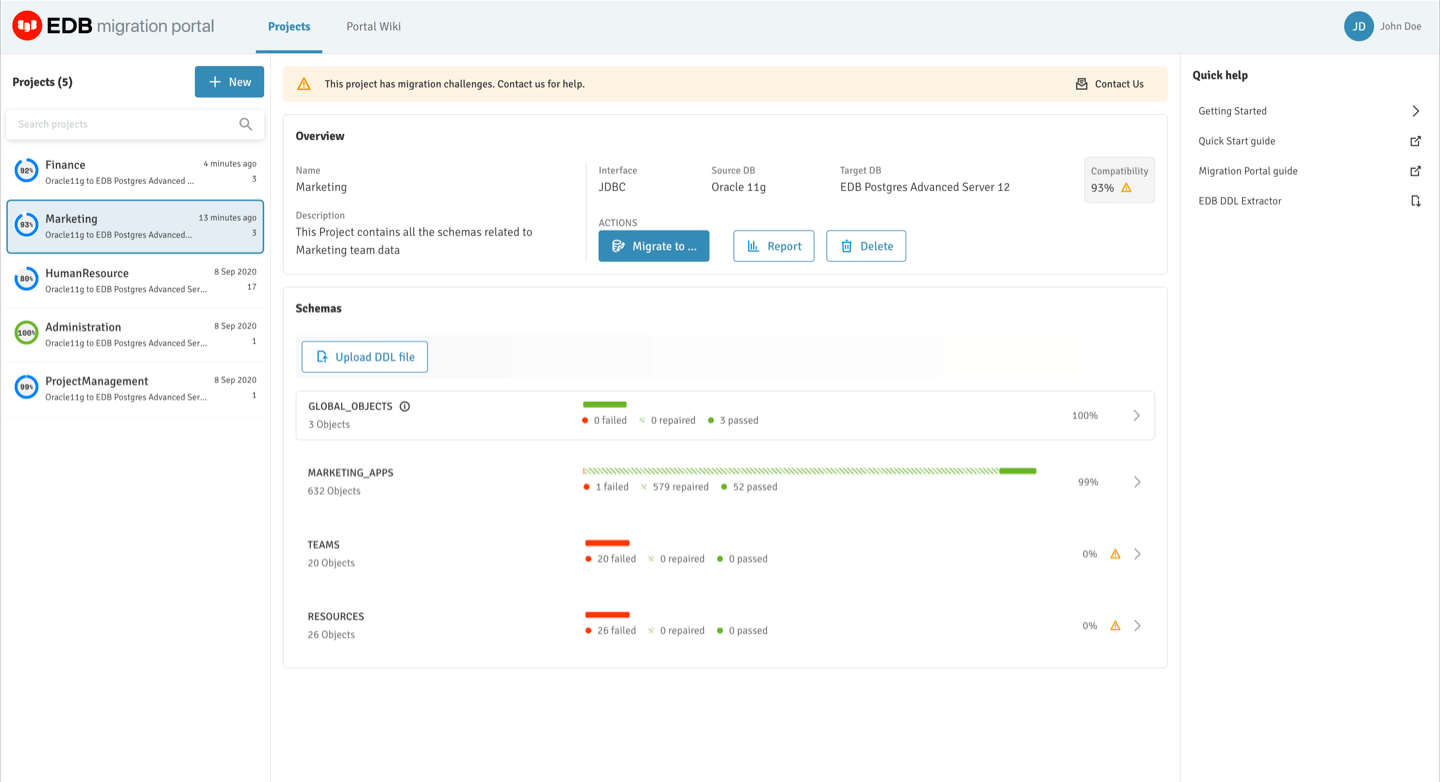 EDB migration portal
Projects
Portal Wiki
JD
John Doe
Projects (5)
New
Search projects
92%
Finance
4 minutes ago
Oracle11g to EDB Postgres Advanced ...
3
93%
Marketing
13 minutes ago
Oracle11g to EDB Postgres Advanced...
3
80%
HumanResource
8 Sep 2020
Oracle11g to EDB Postgres Advanced Ser...
17
100%
Administration
8 Sep 2020
Oracle11g to EDB Postgres Advanced Ser...
1
99%
ProjectManagement
8 Sep 2020
Oracle11g to EDB Postgres Advanced Ser...
1
This project has migration challenges. Contact us for help.
Contact Us
Overview
Name
Marketing
Description
This Project contains all the schemas related to
Marketing team data
Interface
JDBC
Source DB
Oracle 11g
Target DB
EDB Postgres Advanced Server 12
Compatibility
93%
ACTIONS
Migrate to ...
Report
Delete
Schemas
Upload DDL file
GLOBAL_OBJECTS
3 Objects
0 failed 0 repaired 3 passed
100%
MARKETING_APPS
632 Objects
1 failed 579 repaired 52 passed
99%
TEAMS
20 Objects
20 failed 0 repaired 0 passed
0%
RESOURCES
26 Objects
26 failed 0 repaired 0 passed
0%
Quick help
Getting Started
Quick Start guide
Migration Portal guide
EDB DDL Extractor